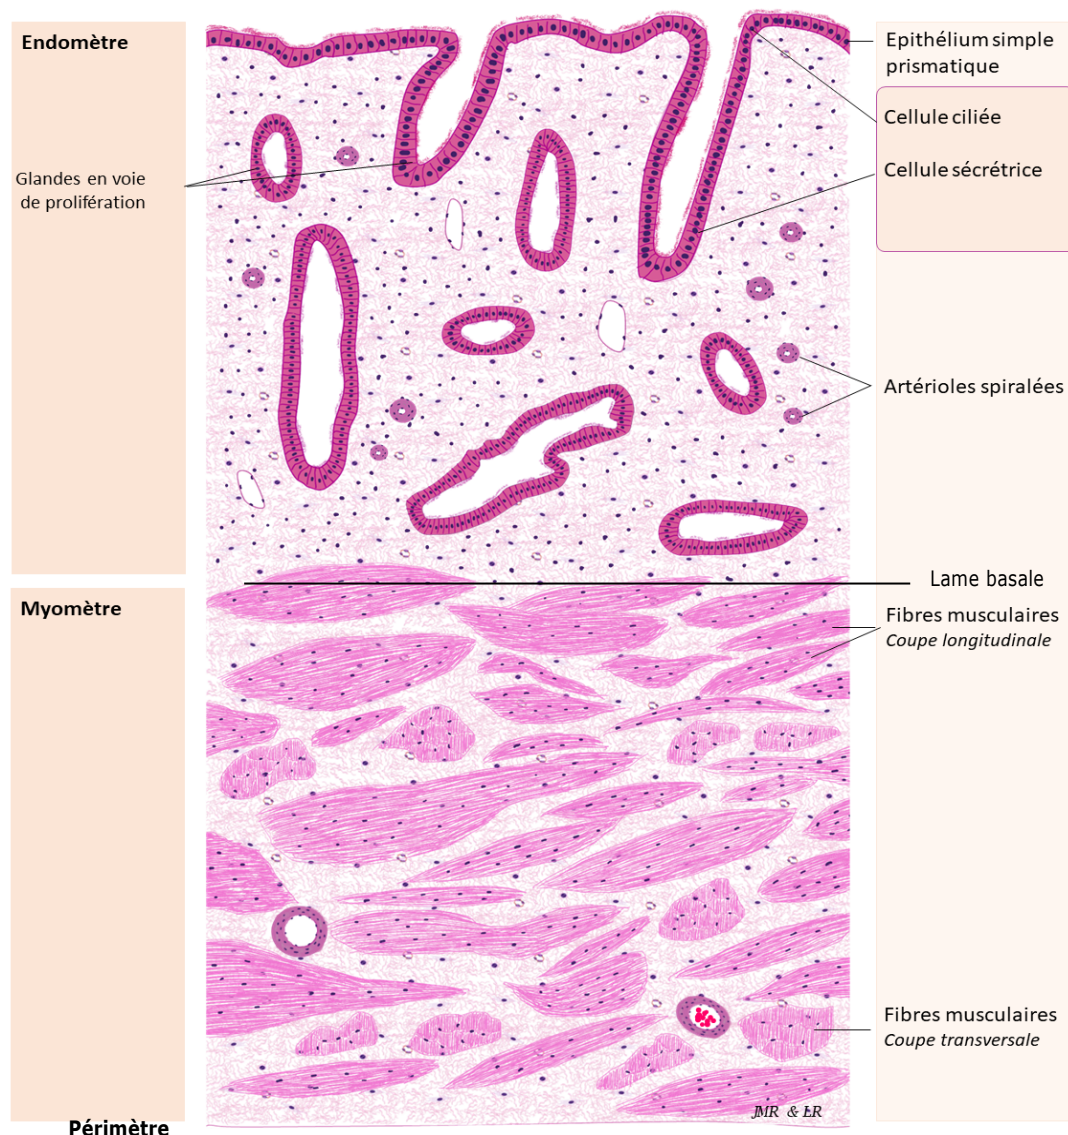 Endomètre
Epithélium simple
prismatique
Cellule ciliée
Cellule sécrétrice
Glandes en voie
de prolifération
Artérioles spiralées
Lame basale
Myomètre
Fibres musculaires
Coupe longitudinale
Fibres musculaires
Coupe transversale
JMR & ŁR
Périmètre